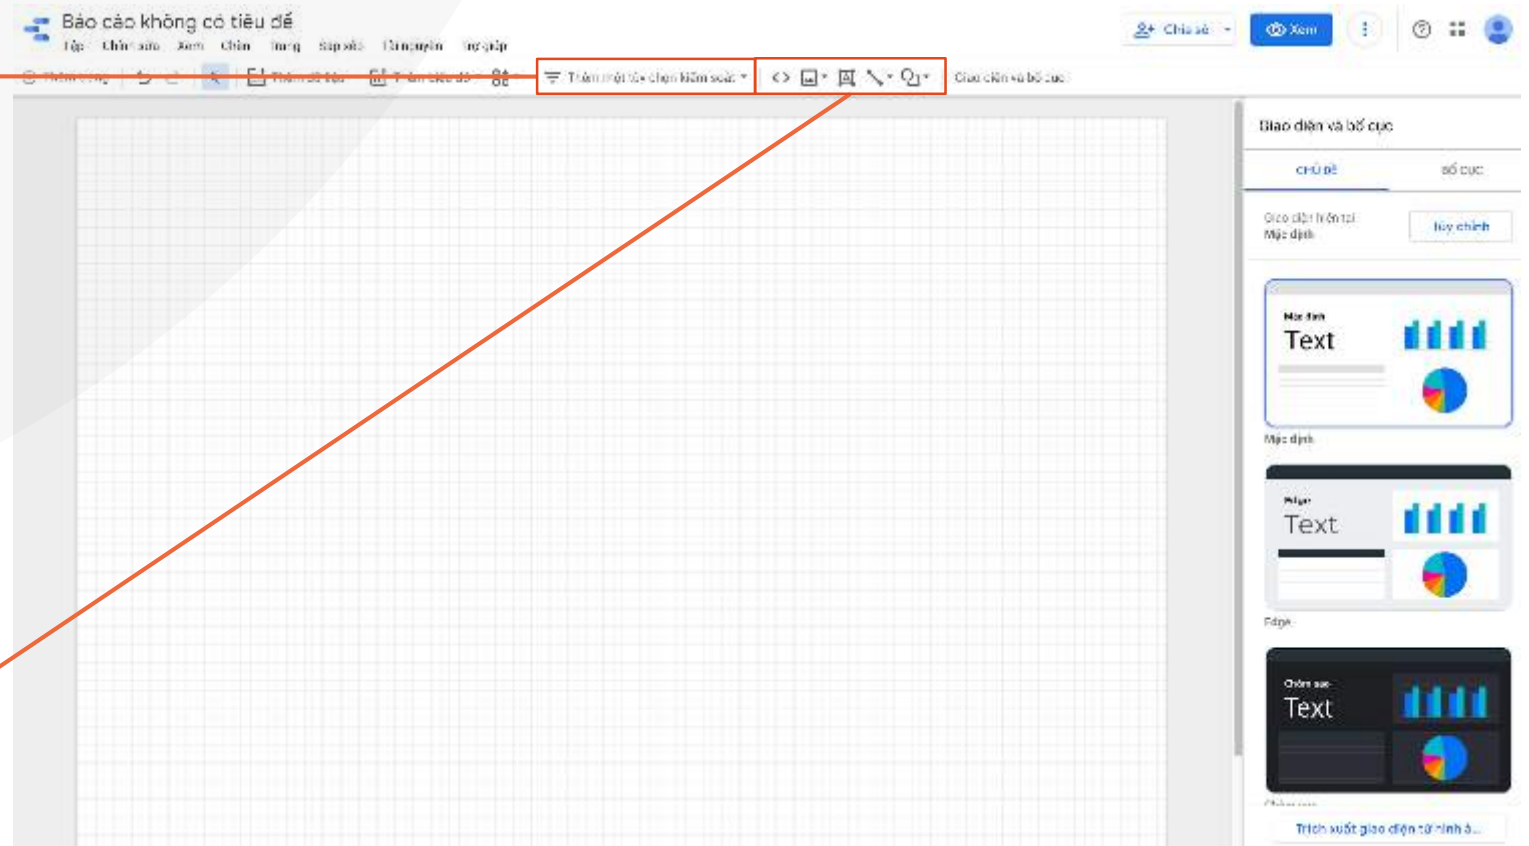 Báo cáo không có tiêu đề
Tệp Chỉnh sửa Xem Chèn Trang Sắp xếp Tài nguyên Trợ giúp
Chia sẻ
Xem
Thêm một tùy chọn kiểm soát
Giao diện và bố cục
Giao diện và bố cục
CHỦ ĐỀ
BỐ CỤC
Giao diện hiện tại
Mặc định
Tùy chỉnh
Mặc định
Text
Mặc định
Edge
Text
Edge
Text
Trích xuất giao diện từ hình ả...